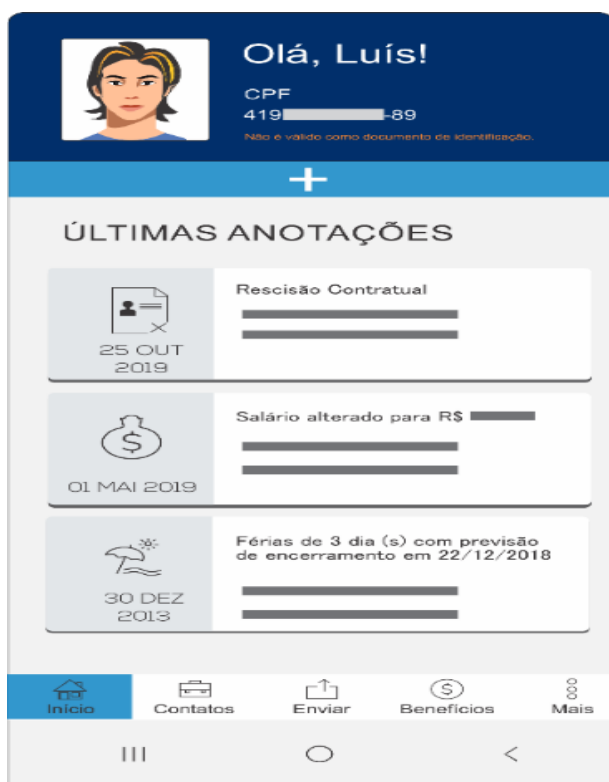 Olá, Luís!
CPF
419 -89
Não é válido como documento de identificação.
+
ÚLTIMAS ANOTAÇÕES
Rescisão Contratual
25 OUT
2019
Salário alterado para R$
01 MAI 2019
Férias de 3 dia (s) com previsão
de encerramento em 22/12/2018
30 DEZ
2013
Início Contatos Enviar Benefícios Mais